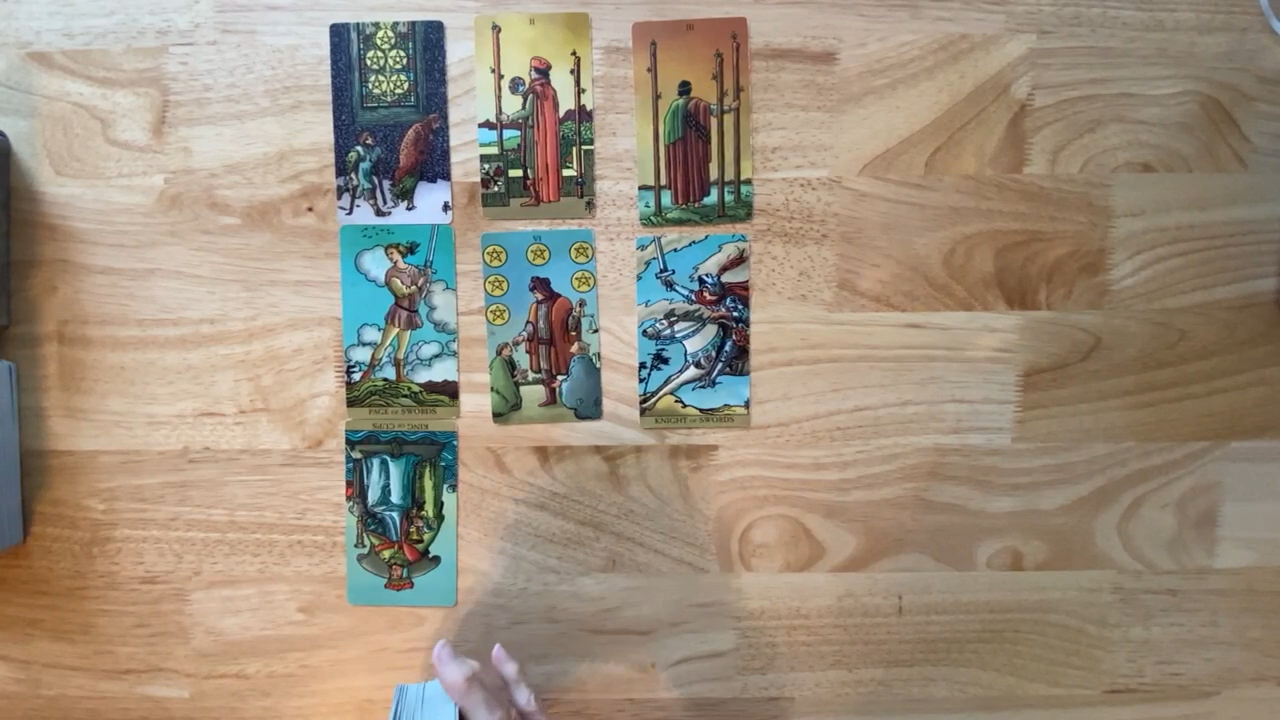 II
III
VI
PAGE OF SWORDS
KNIGHT OF SWORDS
KING OF CUPS